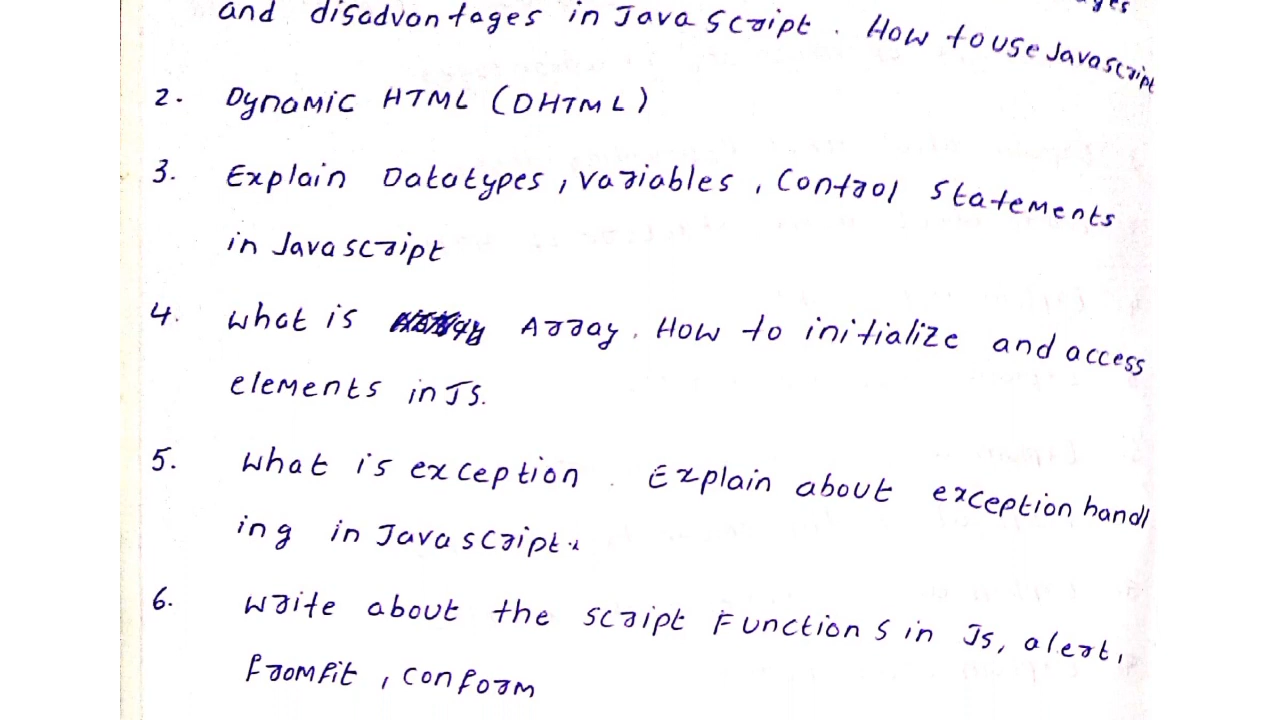 and disadvantages in Java Script. How to use Javascript
2. Dynamic HTML (DHTML)
3. Explain Datatypes, variables, Control Statements
in Javascript
4. What is Array. How to initialize and access
elements in JS.
5. What is exception. Explain about exception handl
ing in Javascript.
6. Write about the script Functions in Js, alert,
fromfit, conform